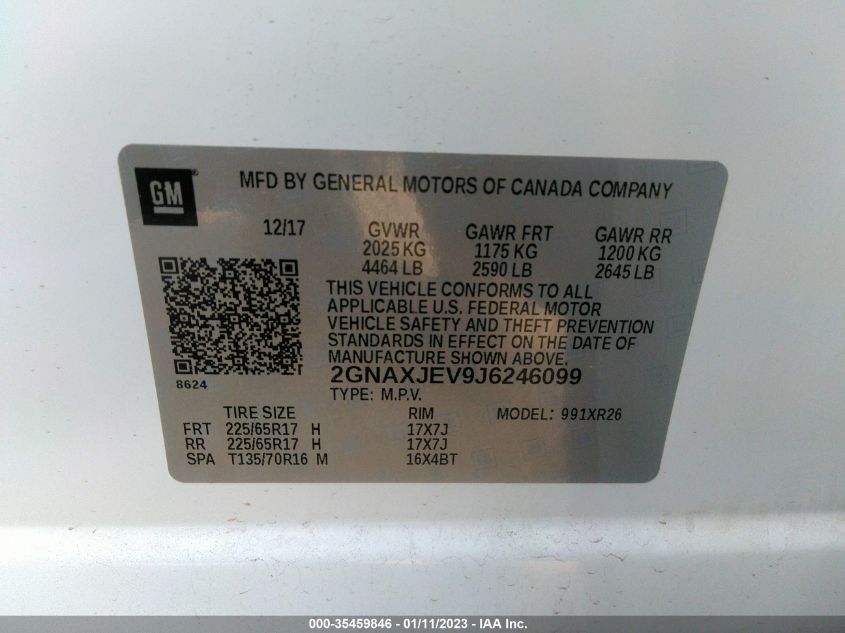 GM
MFD BY GENERAL MOTORS OF CANADA COMPANY
12/17 GVWR GAWR FRT GAWR RR
2025 KG 1175 KG 1200 KG
4464 LB 2590 LB 2645 LB
THIS VEHICLE CONFORMS TO ALL
APPLICABLE U.S. FEDERAL MOTOR
VEHICLE SAFETY AND THEFT PREVENTION
STANDARDS IN EFFECT ON THE DATE OF
MANUFACTURE SHOWN ABOVE.
8624
2GNAXJEV9J6246099
TYPE: M.P.V.
TIRE SIZE RIM MODEL: 991XR26
FRT 225/65R17 H 17X7J
RR 225/65R17 H 17X7J
SPA T135/70R16 M 16X4BT
000-35459846 - 01/11/2023 - IAA Inc.